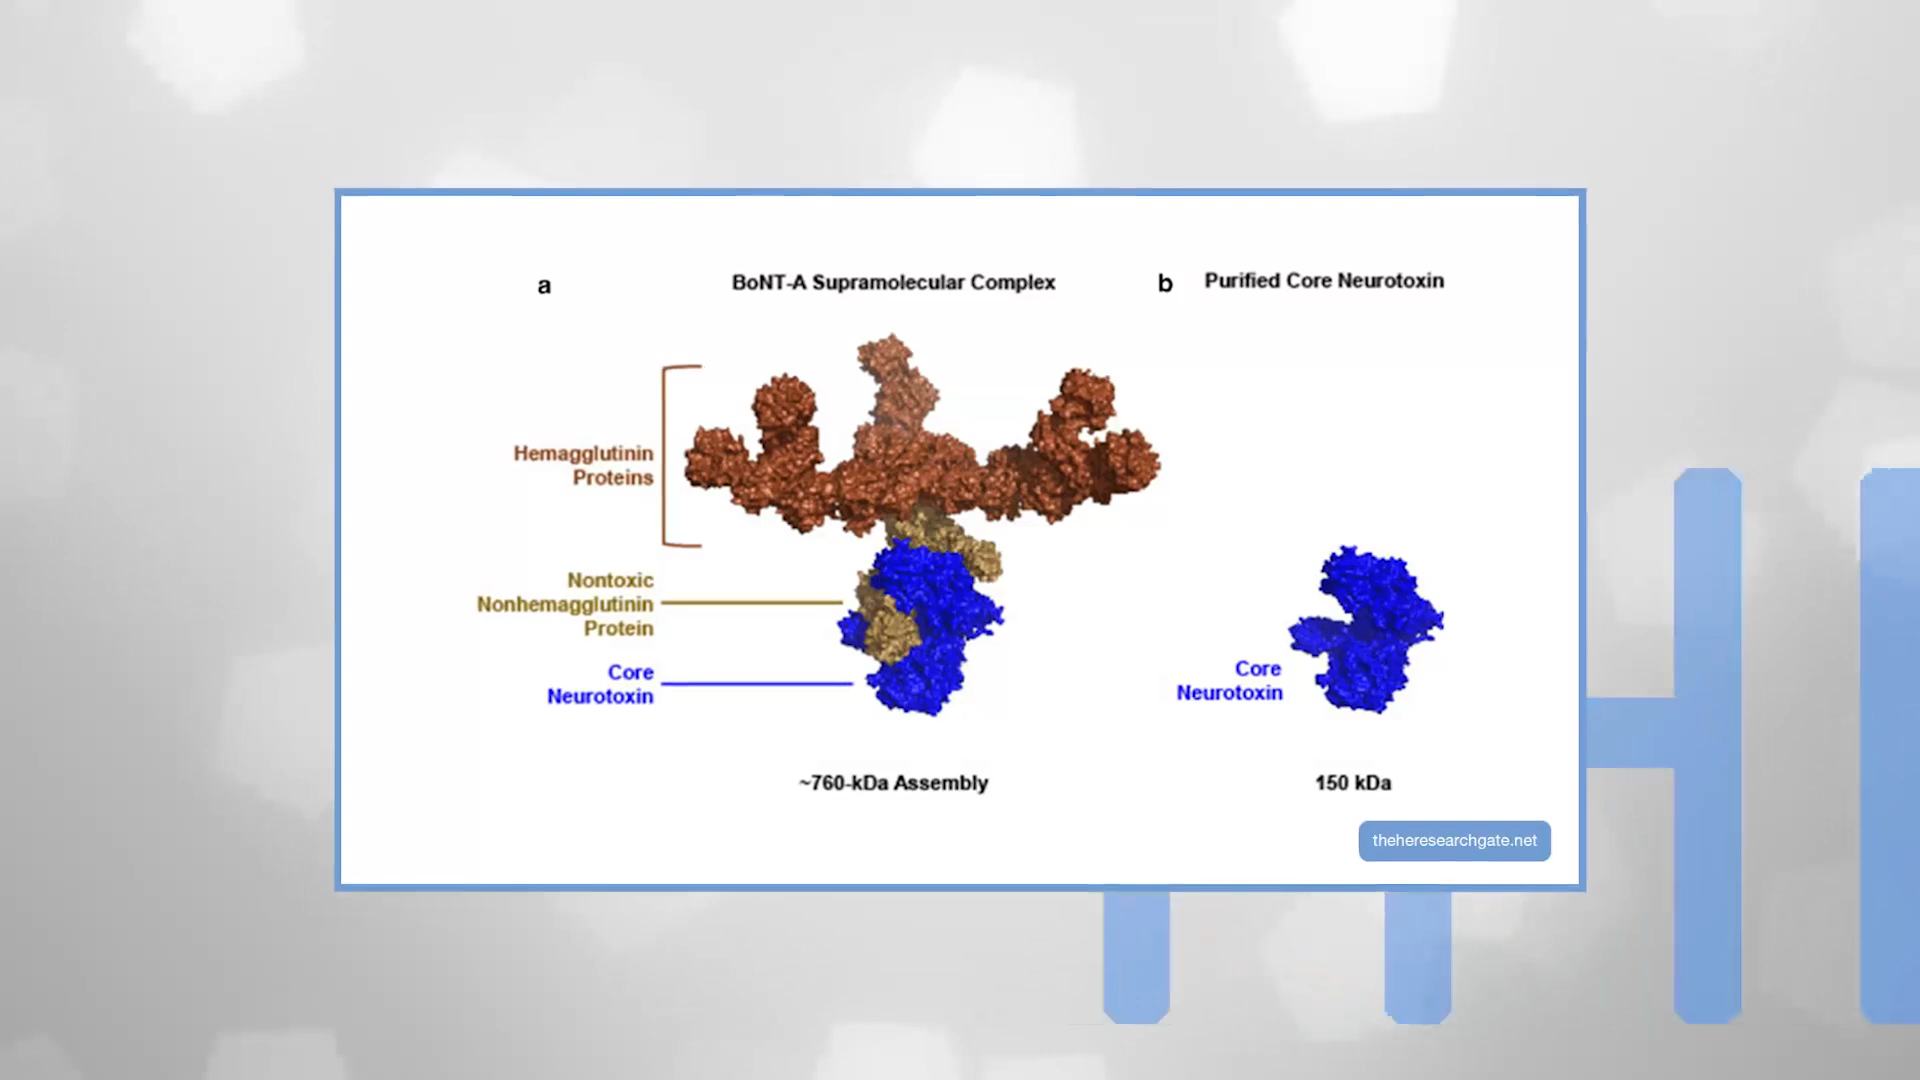 a
BoNT-A Supramolecular Complex
b
Purified Core Neurotoxin
Hemagglutinin
Proteins
Nontoxic
Nonhemagglutinin
Protein
Core
Neurotoxin
Core
Neurotoxin
~760-kDa Assembly
150 kDa
theheresearchgate.net